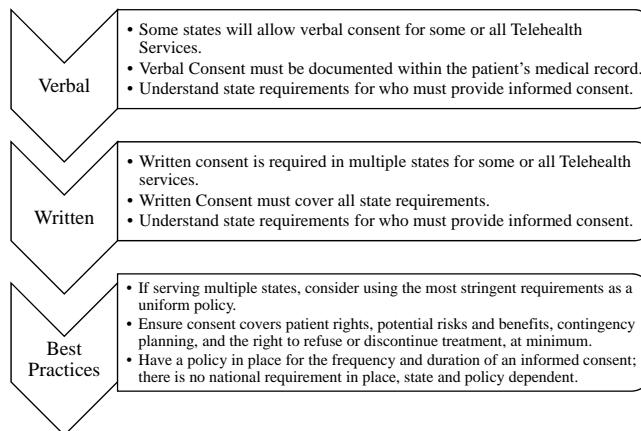 Verbal
• Some states will allow verbal consent for some or all Telehealth
Services.
• Verbal Consent must be documented within the patient’s medical record.
• Understand state requirements for who must provide informed consent.
Written
• Written consent is required in multiple states for some or all Telehealth
services.
• Written Consent must cover all state requirements.
• Understand state requirements for who must provide informed consent.
Best
Practices
• If serving multiple states, consider using the most stringent requirements as a
uniform policy.
• Ensure consent covers patient rights, potential risks and benefits, contingency
planning, and the right to refuse or discontinue treatment, at minimum.
• Have a policy in place for the frequency and duration of an informed consent;
there is no national requirement in place, state and policy dependent.